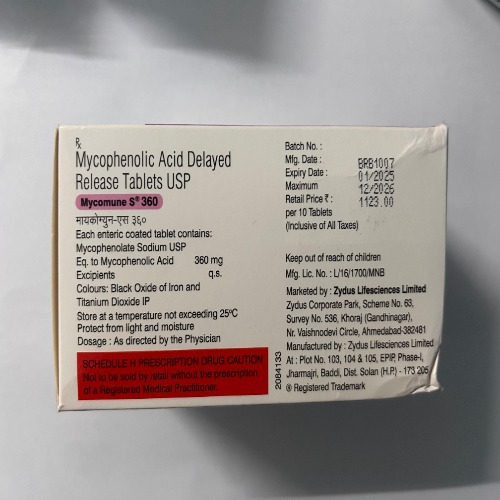 Rx
Mycophenolic Acid Delayed
Release Tablets USP
Mycomune S® 360
मायकोम्युन-एस ३६०
Each enteric coated tablet contains:
Mycophenolate Sodium USP
Eq. to Mycophenolic Acid 360 mg
Excipients q.s.
Colours: Black Oxide of Iron and
Titanium Dioxide IP
Store at a temperature not exceeding 25ºC
Protect from light and moisture
Dosage : As directed by the Physician
SCHEDULE H PRESCRIPTION DRUG CAUTION
Not to be sold by retail without the prescription
of a Registered Medical Practitioner.
2084133
Batch No. :
Mfg. Date : BRB1007
Expiry Date : 01/2025
Maximum 12/2026
Retail Price ₹ : 1123.00
per 10 Tablets
(Inclusive of All Taxes)
Keep out of reach of children
Mfg. Lic. No. : L/16/1700/MNB
Marketed by : Zydus Lifesciences Limited
Zydus Corporate Park, Scheme No. 63,
Survey No. 536, Khoraj (Gandhinagar),
Nr. Vaishnodevi Circle, Ahmedabad-382481
Manufactured by : Zydus Lifesciences Limited
At : Plot No. 103, 104 & 105, EPIP, Phase-I,
Jharmajri, Baddi, Dist. Solan (H.P.) - 173 205
® Registered Trademark